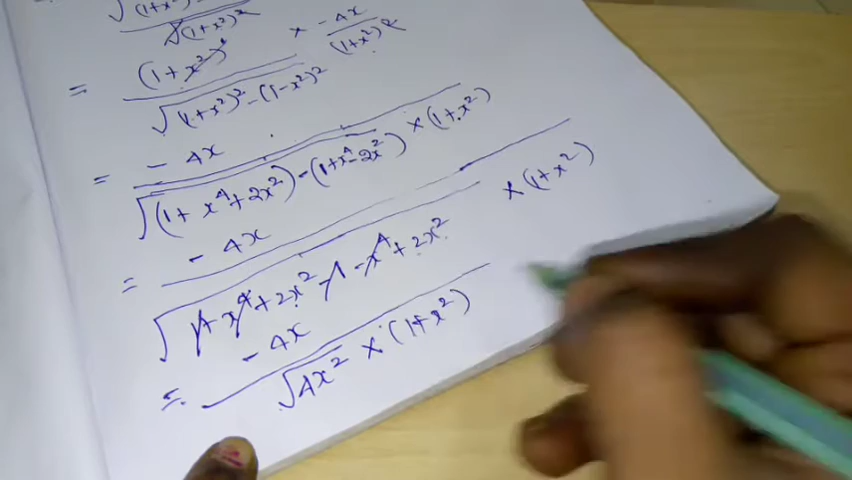 √(1+x²)²
= (1+x²)² / √((1+x²)² - (1-x²)²) × -4x / (1+x²)²
= -4x / √((1+x⁴+2x²) - (1+x⁴-2x²)) × (1+x²)
= -4x / √(1+x⁴+2x²-1-x⁴+2x²) × (1+x²)
= -4x / √4x² × (1+x²)